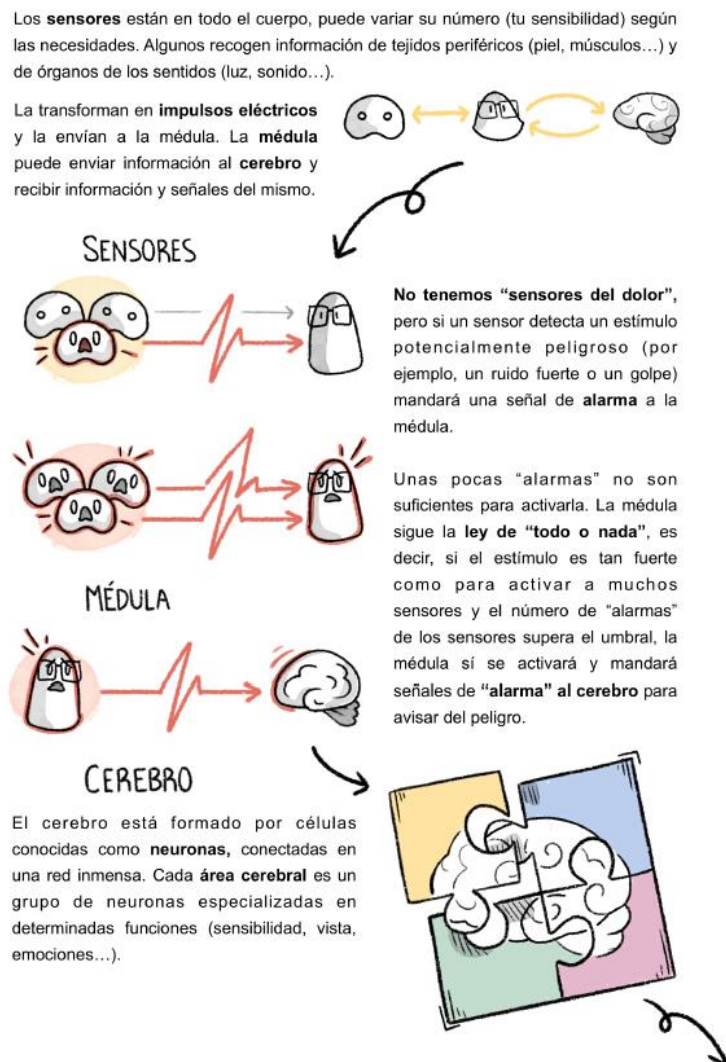 Los sensores están en todo el cuerpo, puede variar su número (tu sensibilidad) según
las necesidades. Algunos recogen información de tejidos periféricos (piel, músculos…) y
de órganos de los sentidos (luz, sonido…).
La transforman en impulsos eléctricos
y la envían a la médula. La médula
puede enviar información al cerebro y
recibir información y señales del mismo.
SENSORES
No tenemos “sensores del dolor”,
pero si un sensor detecta un estímulo
potencialmente peligroso (por
ejemplo, un ruido fuerte o un golpe)
mandará una señal de alarma a la
médula.
Unas pocas “alarmas” no son
suficientes para activarla. La médula
sigue la ley de “todo o nada”, es
decir, si el estímulo es tan fuerte
como para activar a muchos
sensores y el número de “alarmas”
de los sensores supera el umbral, la
médula sí se activará y mandará
señales de “alarma” al cerebro para
avisar del peligro.
MÉDULA
CEREBRO
El cerebro está formado por células
conocidas como neuronas, conectadas en
una red inmensa. Cada área cerebral es un
grupo de neuronas especializadas en
determinadas funciones (sensibilidad, vista,
emociones…).